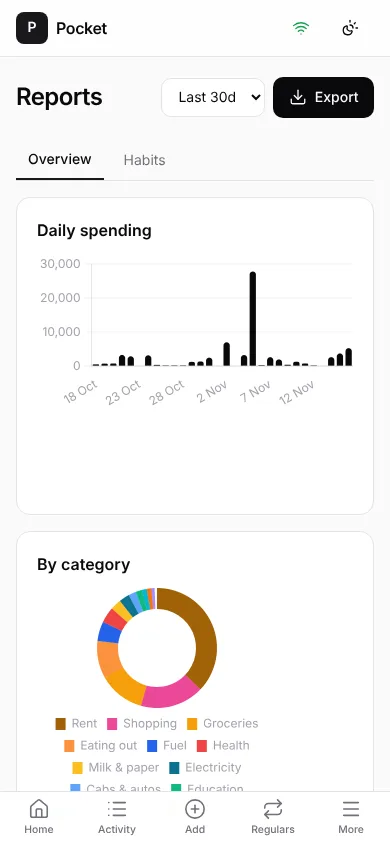 P Pocket
Reports
Last 30d
Export
Overview Habits
Daily spending
30,000
20,000
10,000
0
18 Oct 23 Oct 28 Oct 2 Nov 7 Nov 12 Nov
By category
Rent Shopping Groceries
Eating out Fuel Health
Milk & paper Electricity
Cabs & autos Education
Home Activity Add Regulars More